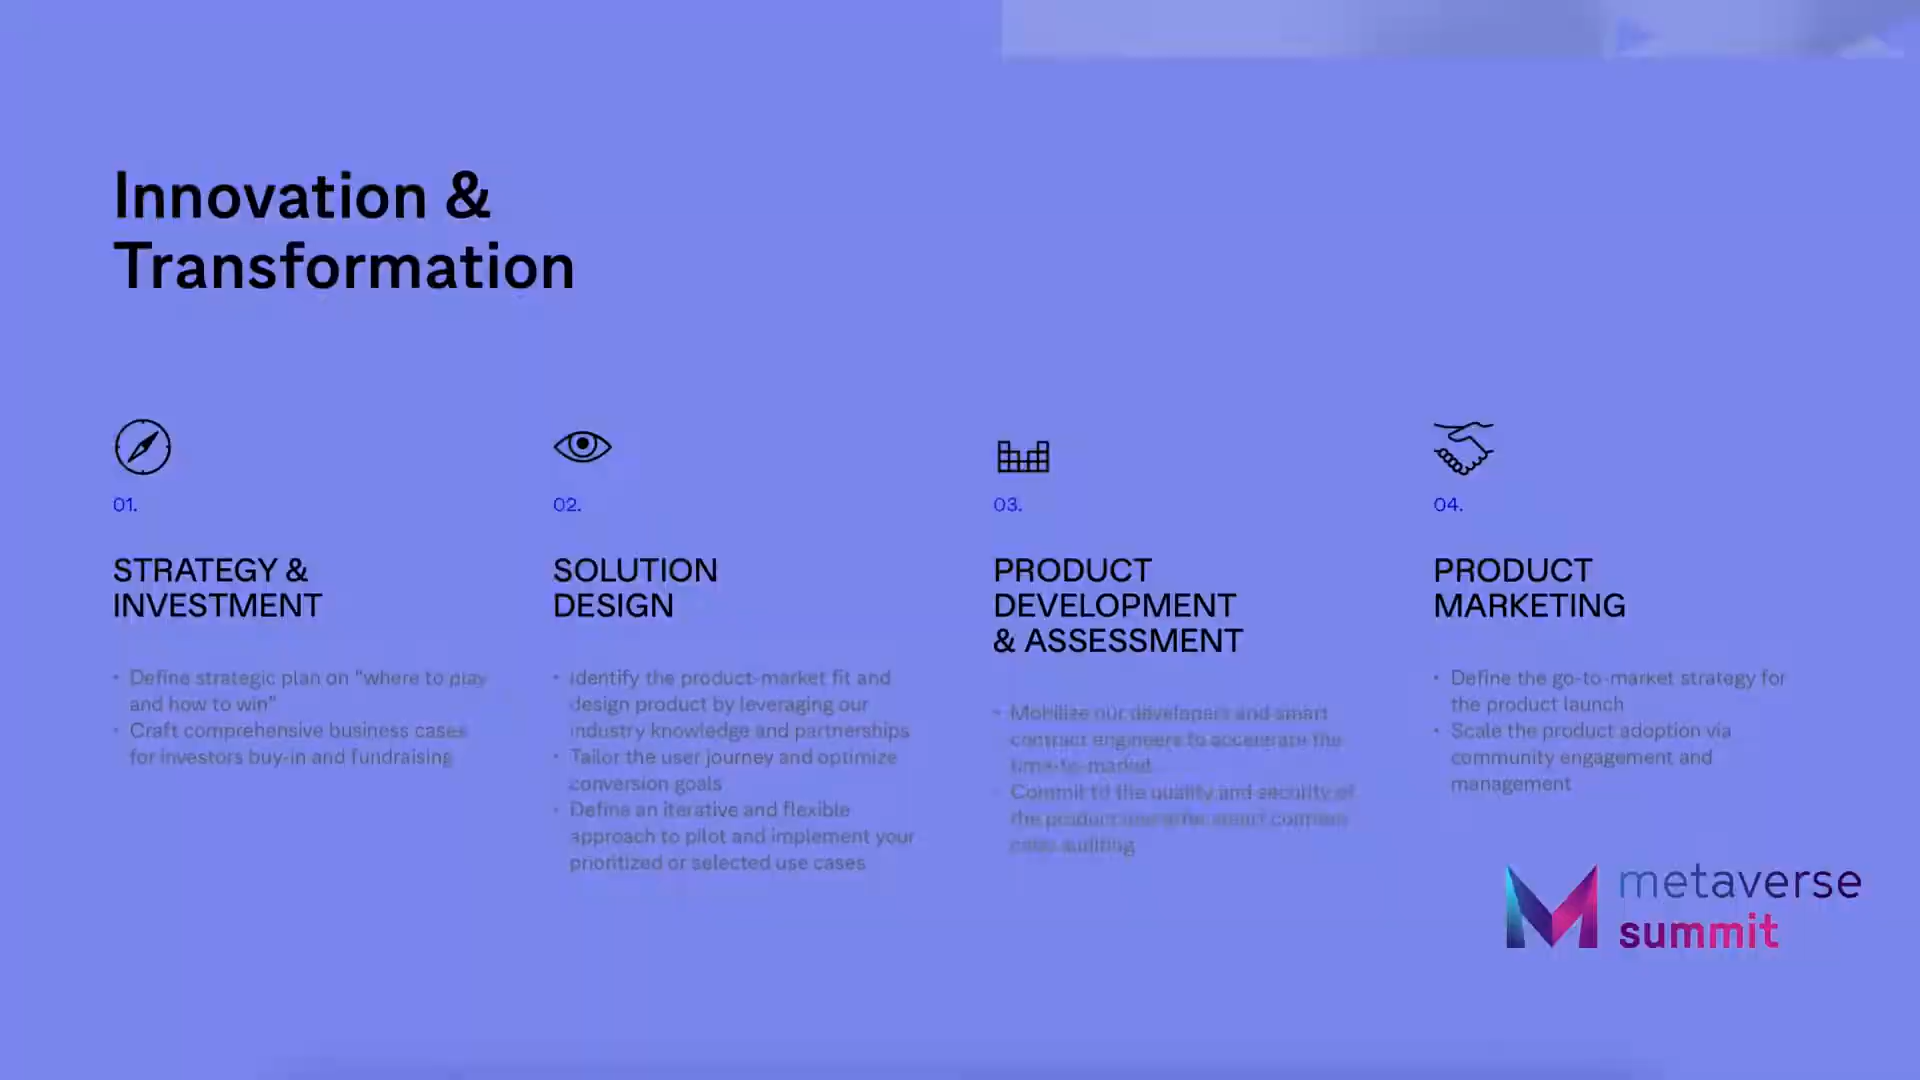 Innovation &
Transformation
01.
STRATEGY &
INVESTMENT
• Define strategic plan on "where to play
and how to win"
• Craft comprehensive business cases
for investors buy-in and fundraising
02.
SOLUTION
DESIGN
• Identify the product-market fit and
design product by leveraging our
industry knowledge and partnerships
• Tailor the user journey and optimize
conversion goals
• Define an iterative and flexible
approach to pilot and implement your
prioritized or selected use cases
03.
PRODUCT
DEVELOPMENT
& ASSESSMENT
• Mobilize our developers and smart
contract engineers to accelerate the
time-to-market
• Commit to the quality and security of
the product smart contract
auditing
04.
PRODUCT
MARKETING
• Define the go-to-market strategy for
the product launch
• Scale the product adoption via
community engagement and
management
metaverse
summit